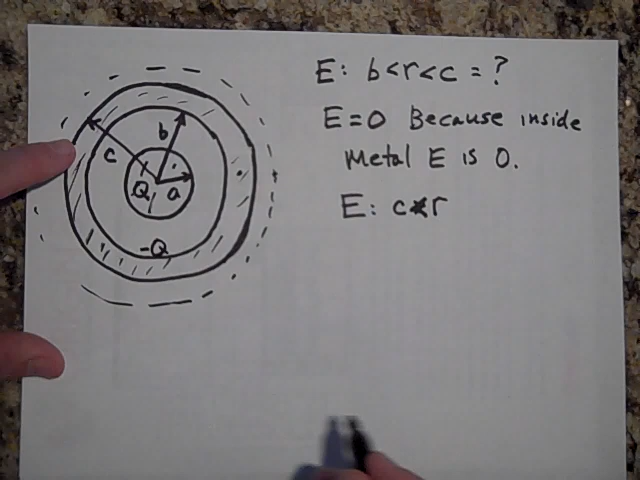 E: b<r<c = ?
E=0 Because inside
Metal E is 0.
E: c<r
c
b
Q
a
-Q